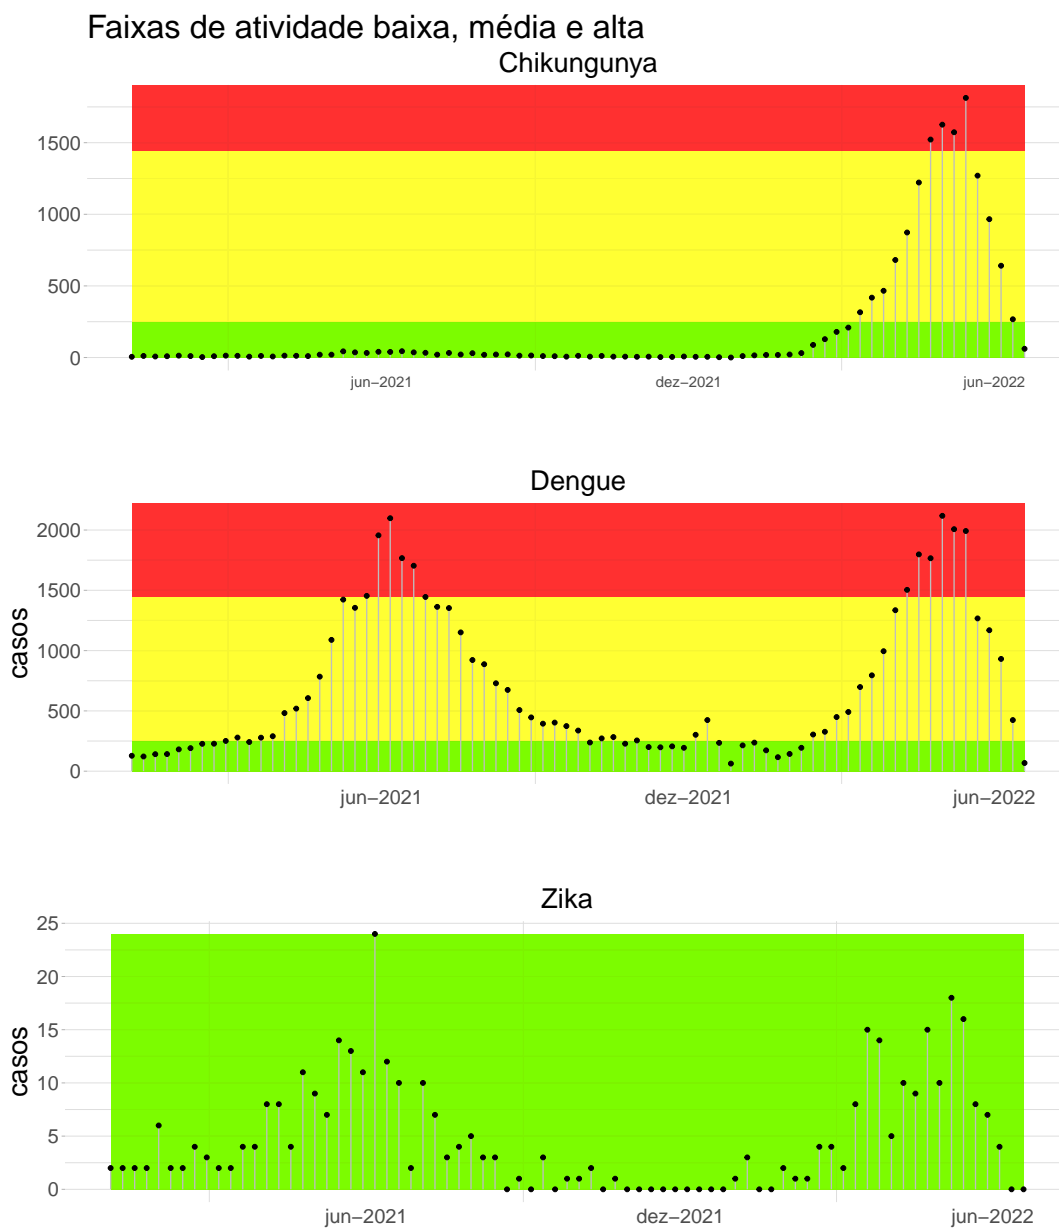 Faixas de atividade baixa, média e alta
Chikungunya
1500
1000
500
0
jun−2021 dez−2021 jun−2022
Dengue
casos
2000
1500
1000
500
0
jun−2021 dez−2021 jun−2022
Zika
casos
25
20
15
10
5
0
jun−2021 dez−2021 jun−2022